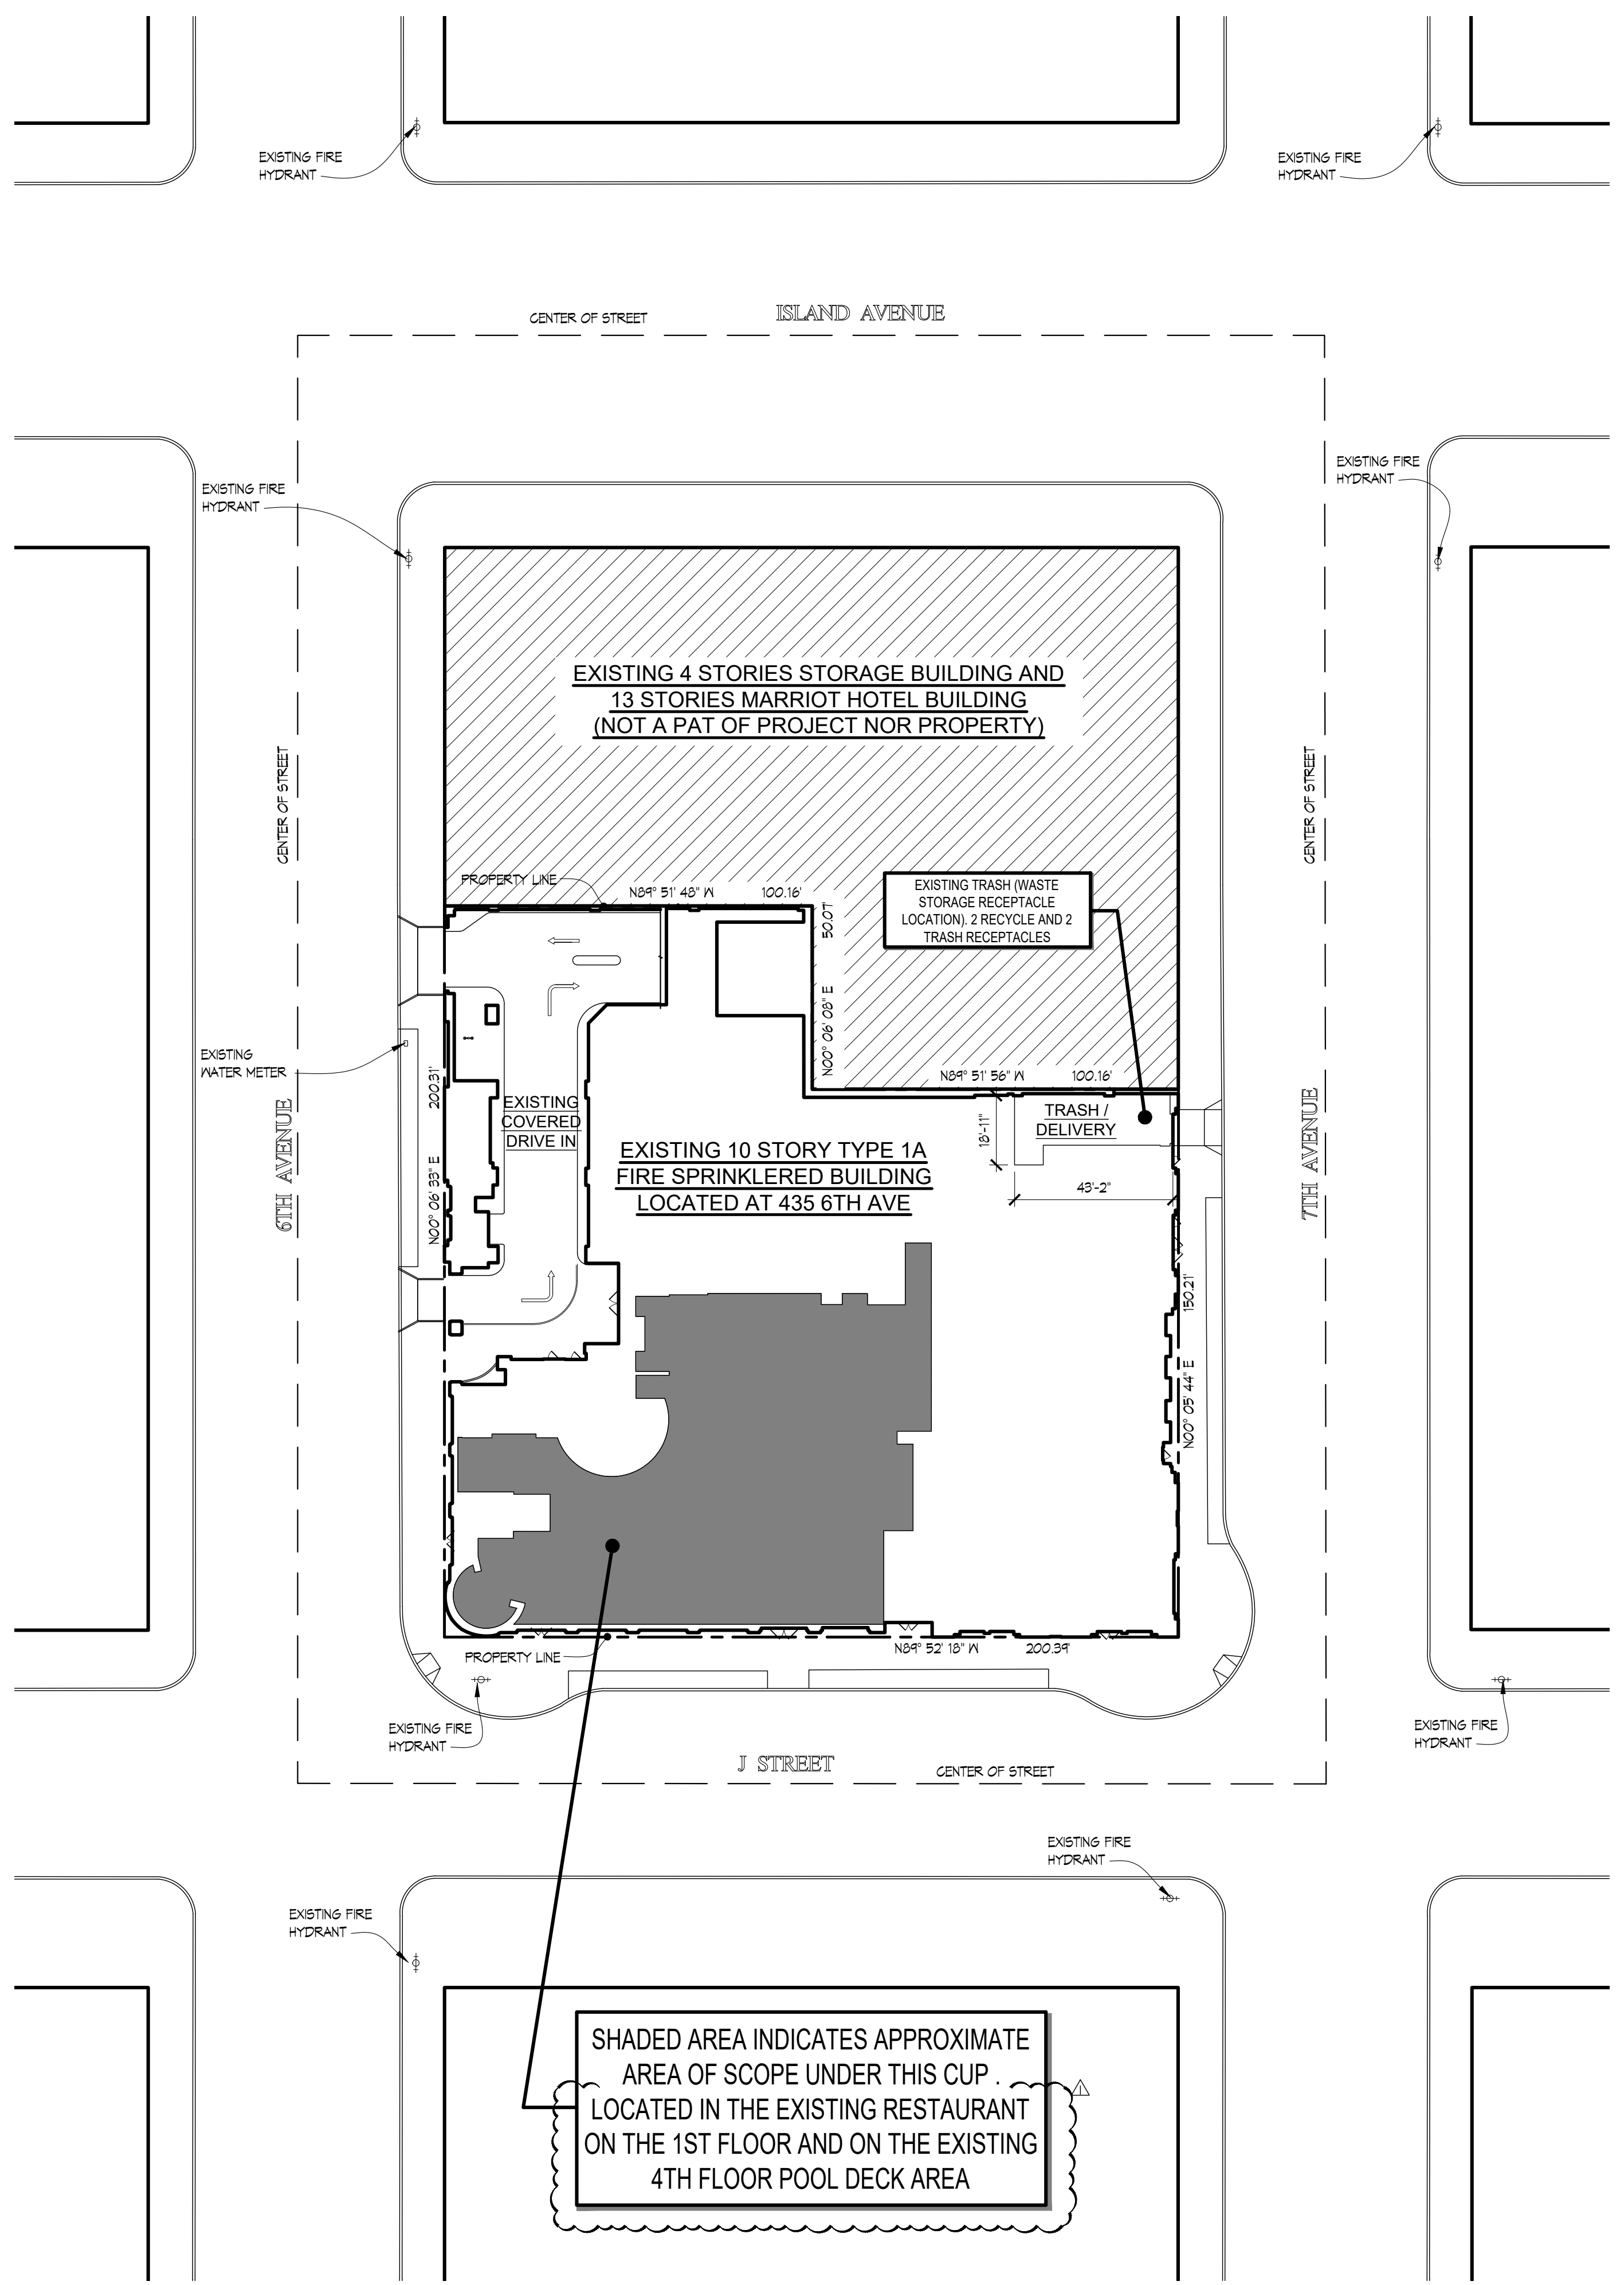 EXISTING FIRE
HYDRANT
EXISTING FIRE
HYDRANT
CENTER OF STREET
ISLAND AVENUE
EXISTING FIRE
HYDRANT
EXISTING FIRE
HYDRANT
EXISTING 4 STORIES STORAGE BUILDING AND
13 STORIES MARRIOT HOTEL BUILDING
(NOT A PAT OF PROJECT NOR PROPERTY)
CENTER OF STREET
CENTER OF STREET
PROPERTY LINE
N89° 51' 48" W 100.16'
EXISTING TRASH (WASTE
STORAGE RECEPTACLE
LOCATION). 2 RECYCLE AND 2
TRASH RECEPTACLES
N00° 06' 08" E 50.07'
EXISTING
WATER METER
N89° 51' 56" W 100.16'
N00° 06' 33" E 200.31'
6TH AVENUE
EXISTING
COVERED
DRIVE IN
TRASH /
DELIVERY
18'-11"
43'-2"
7TH AVENUE
EXISTING 10 STORY TYPE 1A
FIRE SPRINKLERED BUILDING
LOCATED AT 435 6TH AVE
N00° 05' 44" E 150.21'
PROPERTY LINE
N89° 52' 18" W 200.39'
EXISTING FIRE
HYDRANT
EXISTING FIRE
HYDRANT
J STREET
CENTER OF STREET
EXISTING FIRE
HYDRANT
EXISTING FIRE
HYDRANT
SHADED AREA INDICATES APPROXIMATE
AREA OF SCOPE UNDER THIS CUP .
LOCATED IN THE EXISTING RESTAURANT
ON THE 1ST FLOOR AND ON THE EXISTING
4TH FLOOR POOL DECK AREA
1